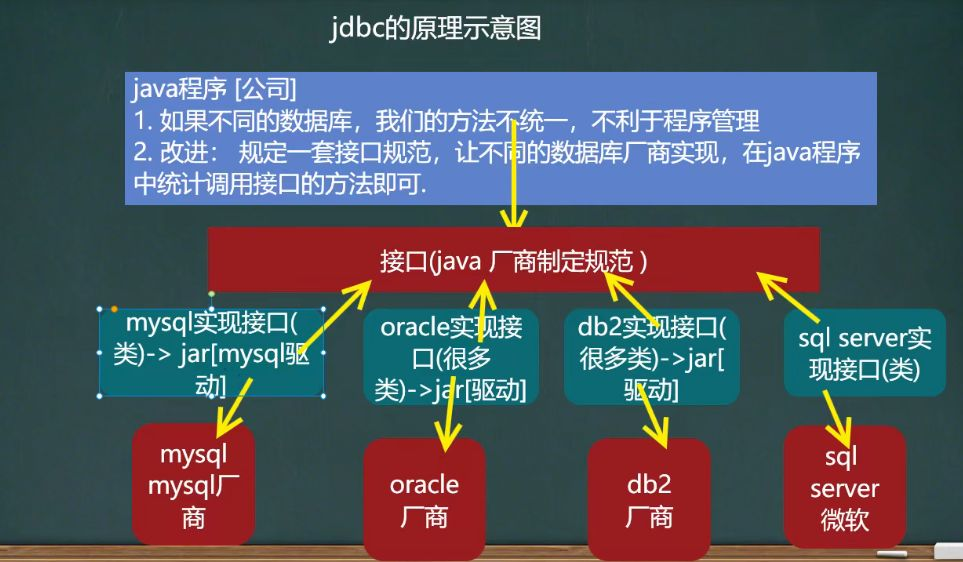 jdbc的原理示意图
java程序 [公司]
1. 如果不同的数据库，我们的方法不统一，不利于程序管理
2. 改进： 规定一套接口规范，让不同的数据库厂商实现，在java程序
中统计调用接口的方法即可.
接口(java 厂商制定规范 )
mysql实现接口(
类)-> jar[mysql驱
动]
oracle实现接
口(很多
类)->jar[驱动]
db2实现接口(
很多类)->jar[
驱动]
sql server实
现接口(类)
mysql
mysql厂
商
oracle
厂商
db2
厂商
sql
server
微软